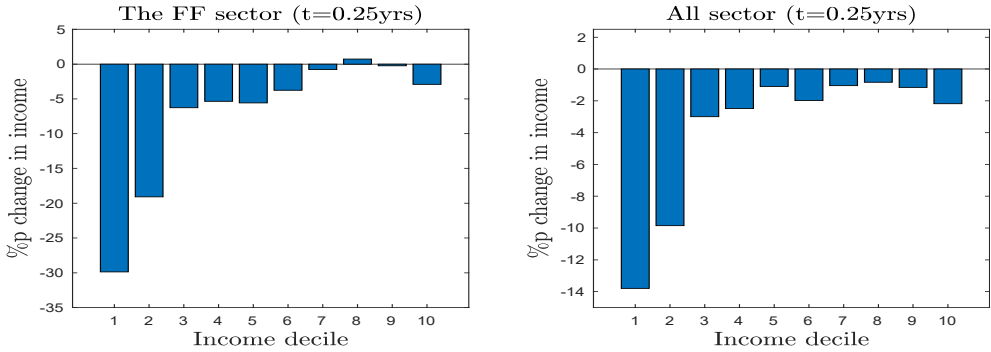 The FF sector (t=0.25yrs)
%p change in income
5
0
-5
-10
-15
-20
-25
-30
-35
1 2 3 4 5 6 7 8 9 10
Income decile
All sector (t=0.25yrs)
%p change in income
2
0
-2
-4
-6
-8
-10
-12
-14
1 2 3 4 5 6 7 8 9 10
Income decile